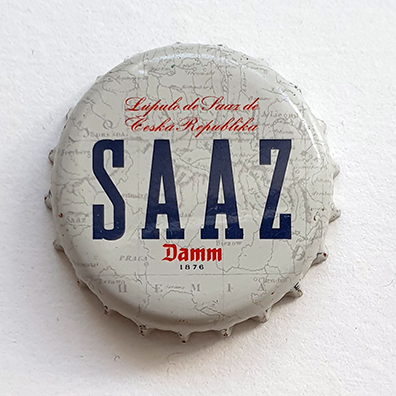 Lúpulo de Saaz de
Ceska Republika
SAAZ
Damm
1876